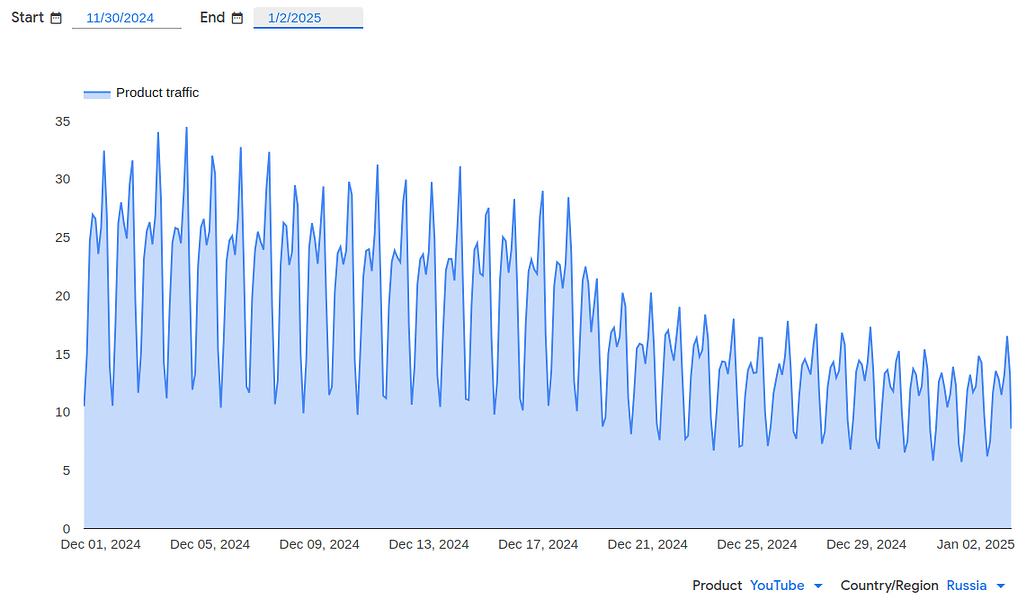 Start 11/30/2024 End 1/2/2025
Product traffic
35
30
25
20
15
10
5
0
Dec 01, 2024 Dec 05, 2024 Dec 09, 2024 Dec 13, 2024 Dec 17, 2024 Dec 21, 2024 Dec 25, 2024 Dec 29, 2024 Jan 02, 2025
Product YouTube Country/Region Russia